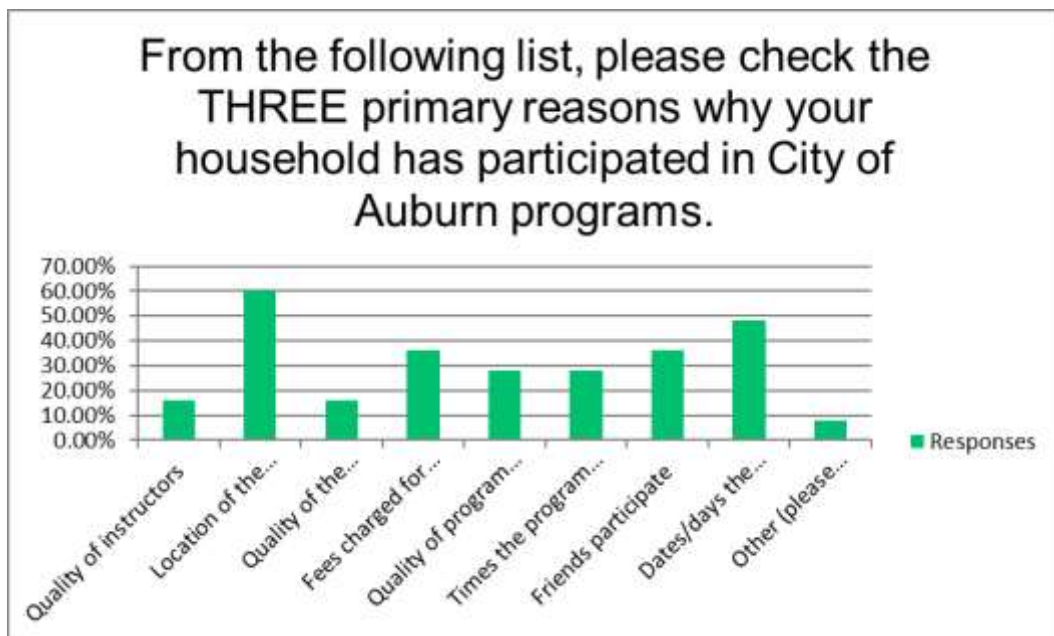 From the following list, please check the
THREE primary reasons why your
household has participated in City of
Auburn programs.
70.00%
60.00%
50.00%
40.00%
30.00%
20.00%
10.00%
0.00%
Quality of instructors
Location of the...
Quality of the...
Fees charged for...
Quality of program...
Times the program...
Friends participate
Dates/days the...
Other (please...
Responses